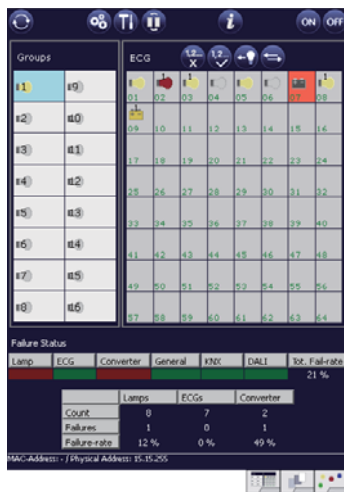 i ON OFF
Groups ECG 1,2... X 1,2...
1 9
01 02 03 04 05 06 07 08
2 10
09 10 11 12 13 14 15 16
3 11
17 18 19 20 21 22 23 24
4 12
25 26 27 28 29 30 31 32
5 13
33 34 35 36 37 38 39 40
6 14
41 42 43 44 45 46 47 48
7 15
49 50 51 52 53 54 55 56
8 16
57 58 59 60 61 62 63 64
Failure Status
Lamp ECG Converter General KNX DALI Tot. Fail-rate
21 %
Lamps ECGs Converter
Count 8 7 2
Failures 1 0 1
Failure-rate 12 % 0 % 49 %
MAC-Address: - / Physical Address: 15.15.255